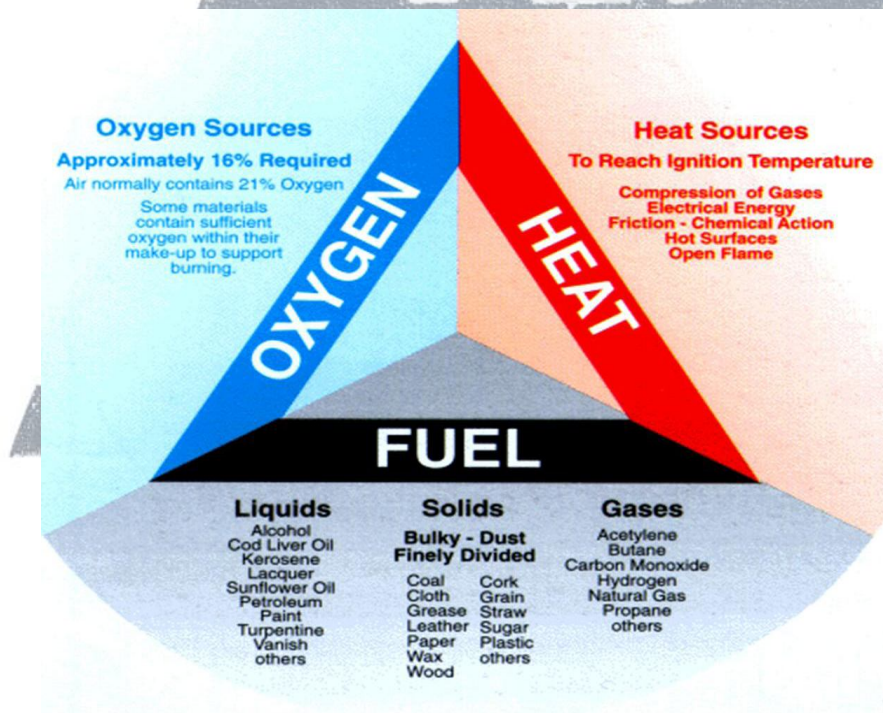 Oxygen Sources
Approximately 16% Required
Air normally contains 21% Oxygen
Some materials
contain sufficient
oxygen within their
make-up to support
burning.
OXYGEN
Heat Sources
To Reach Ignition Temperature
Compression of Gases
Electrical Energy
Friction - Chemical Action
Hot Surfaces
Open Flame
HEAT
FUEL
Liquids
Alcohol
Cod Liver Oil
Kerosene
Lacquer
Sunflower Oil
Petroleum
Paint
Turpentine
Vanish
others
Solids
Bulky - Dust
Finely Divided
Coal
Cloth
Grease
Leather
Paper
Wax
Wood
Cork
Grain
Straw
Sugar
Plastic
others
Gases
Acetylene
Butane
Carbon Monoxide
Hydrogen
Natural Gas
Propane
others